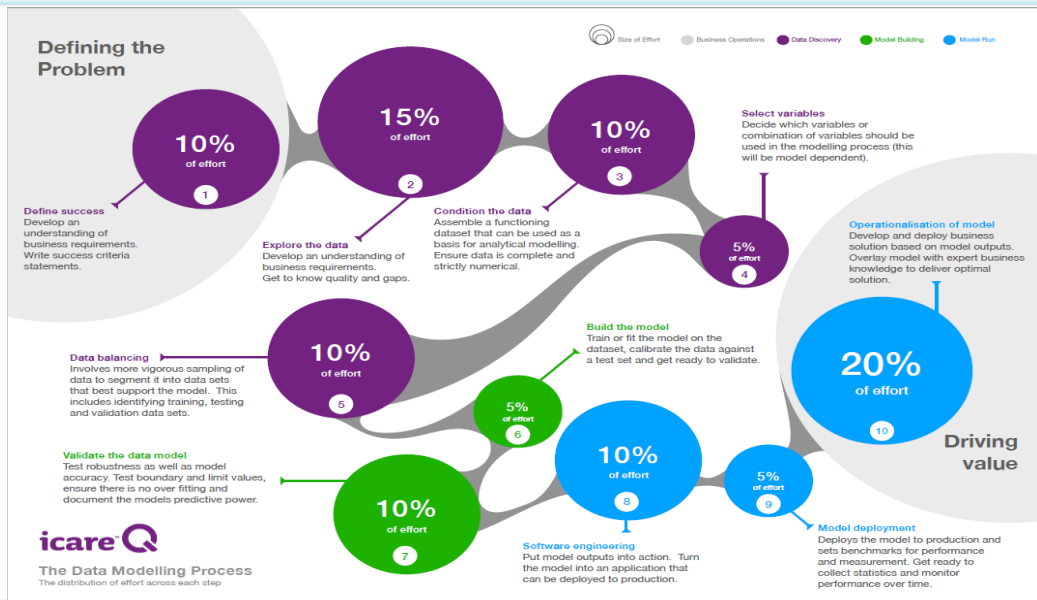 Defining the
Problem
Size of Effort
Business Operations
Data Discovery
Model Building
Model Run
10%
of effort
1
Define success
Develop an
understanding of
business requirements.
Write success criteria
statements.
15%
of effort
2
Explore the data
Develop an understanding of
business requirements.
Get to know quality and gaps.
10%
of effort
3
Condition the data
Assemble a functioning
dataset that can be used as a
basis for analytical modelling.
Ensure data is complete and
strictly numerical.
Select variables
Decide which variables or
combination of variables should be
used in the modelling process (this
will be model dependent).
5%
of effort
4
10%
of effort
5
Data balancing
Involves more vigorous sampling of
data to segment it into data sets
that best support the model. This
includes identifying training, testing
and validation data sets.
Build the model
Train or fit the model on the
dataset, calibrate the data against
a test set and get ready to validate.
5%
of effort
6
Validate the data model
Test robustness as well as model
accuracy. Test boundary and limit values,
ensure there is no over fitting and
document the models predictive power.
10%
of effort
7
10%
of effort
8
Software engineering
Put model outputs into action. Turn
the model into an application that
can be deployed to production.
5%
of effort
9
Model deployment
Deploys the model to production and
sets benchmarks for performance
and measurement. Get ready to
collect statistics and monitor
performance over time.
Operationalisation of model
Develop and deploy business
solution based on model outputs.
Overlay model with expert business
knowledge to deliver optimal
solution.
20%
of effort
10
Driving
value
icare™ Q
The Data Modelling Process
The distribution of effort across each step